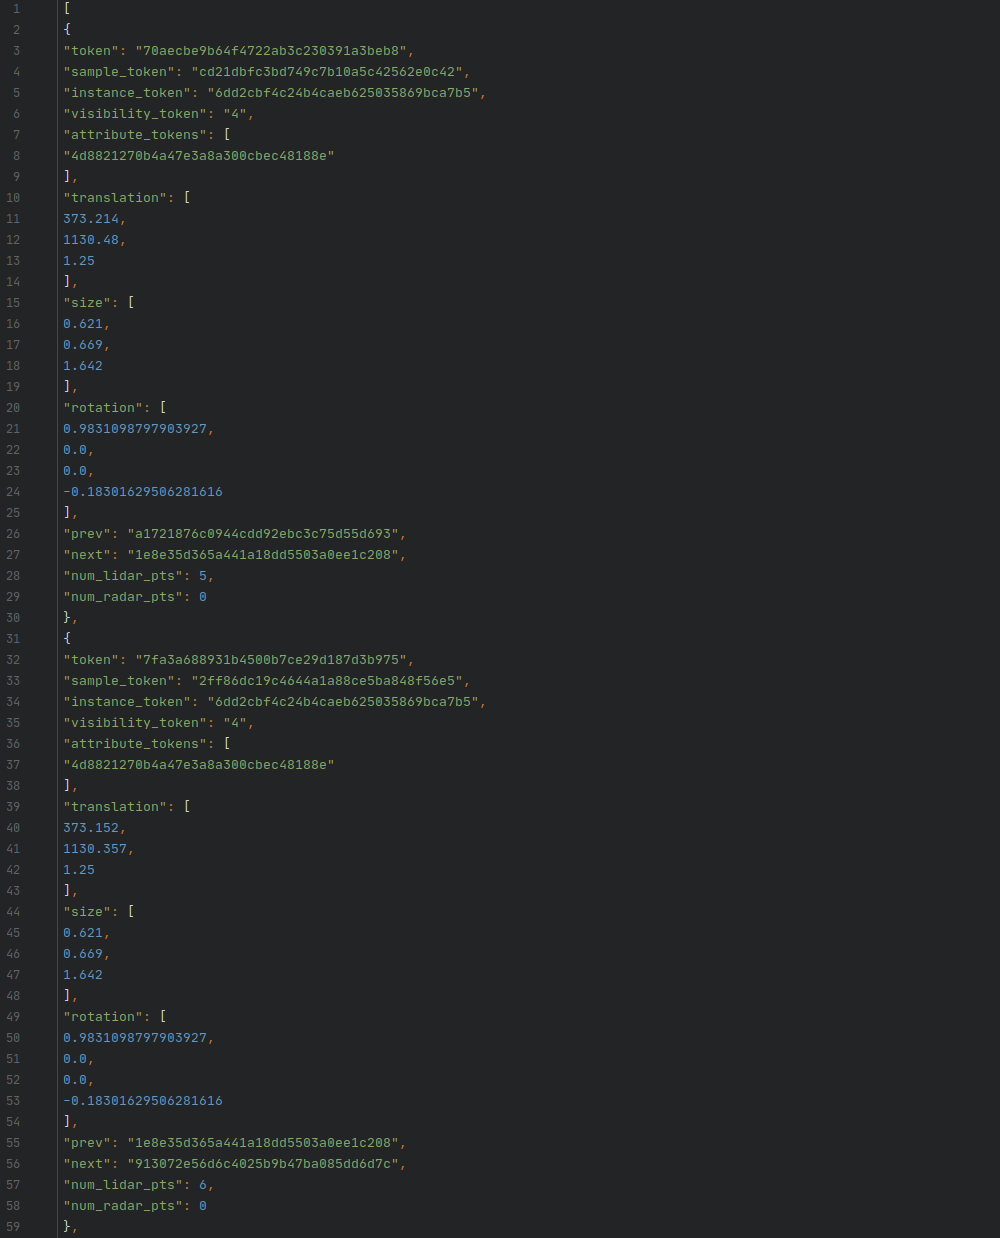 1 [
2 {
3 "token": "70aecbe9b64f4722ab3c230391a3beb8",
4 "sample_token": "cd21dbfc3bd749c7b10a5c42562e0c42",
5 "instance_token": "6dd2cbf4c24b4caeb625035869bca7b5",
6 "visibility_token": "4",
7 "attribute_tokens": [
8 "4d8821270b4a47e3a8a300cbec48188e"
9 ],
10 "translation": [
11 373.214,
12 1130.48,
13 1.25
14 ],
15 "size": [
16 0.621,
17 0.669,
18 1.642
19 ],
20 "rotation": [
21 0.9831098797903927,
22 0.0,
23 0.0,
24 -0.18301629506281616
25 ],
26 "prev": "a1721876c0944cdd92ebc3c75d55d693",
27 "next": "1e8e35d365a441a18dd5503a0ee1c208",
28 "num_lidar_pts": 5,
29 "num_radar_pts": 0
30 },
31 {
32 "token": "7fa3a688931b4500b7ce29d187d3b975",
33 "sample_token": "2ff86dc19c4644a1a88ce5ba848f56e5",
34 "instance_token": "6dd2cbf4c24b4caeb625035869bca7b5",
35 "visibility_token": "4",
36 "attribute_tokens": [
37 "4d8821270b4a47e3a8a300cbec48188e"
38 ],
39 "translation": [
40 373.152,
41 1130.357,
42 1.25
43 ],
44 "size": [
45 0.621,
46 0.669,
47 1.642
48 ],
49 "rotation": [
50 0.9831098797903927,
51 0.0,
52 0.0,
53 -0.18301629506281616
54 ],
55 "prev": "1e8e35d365a441a18dd5503a0ee1c208",
56 "next": "913072e56d6c4025b9b47ba085dd6d7c",
57 "num_lidar_pts": 6,
58 "num_radar_pts": 0
59 },